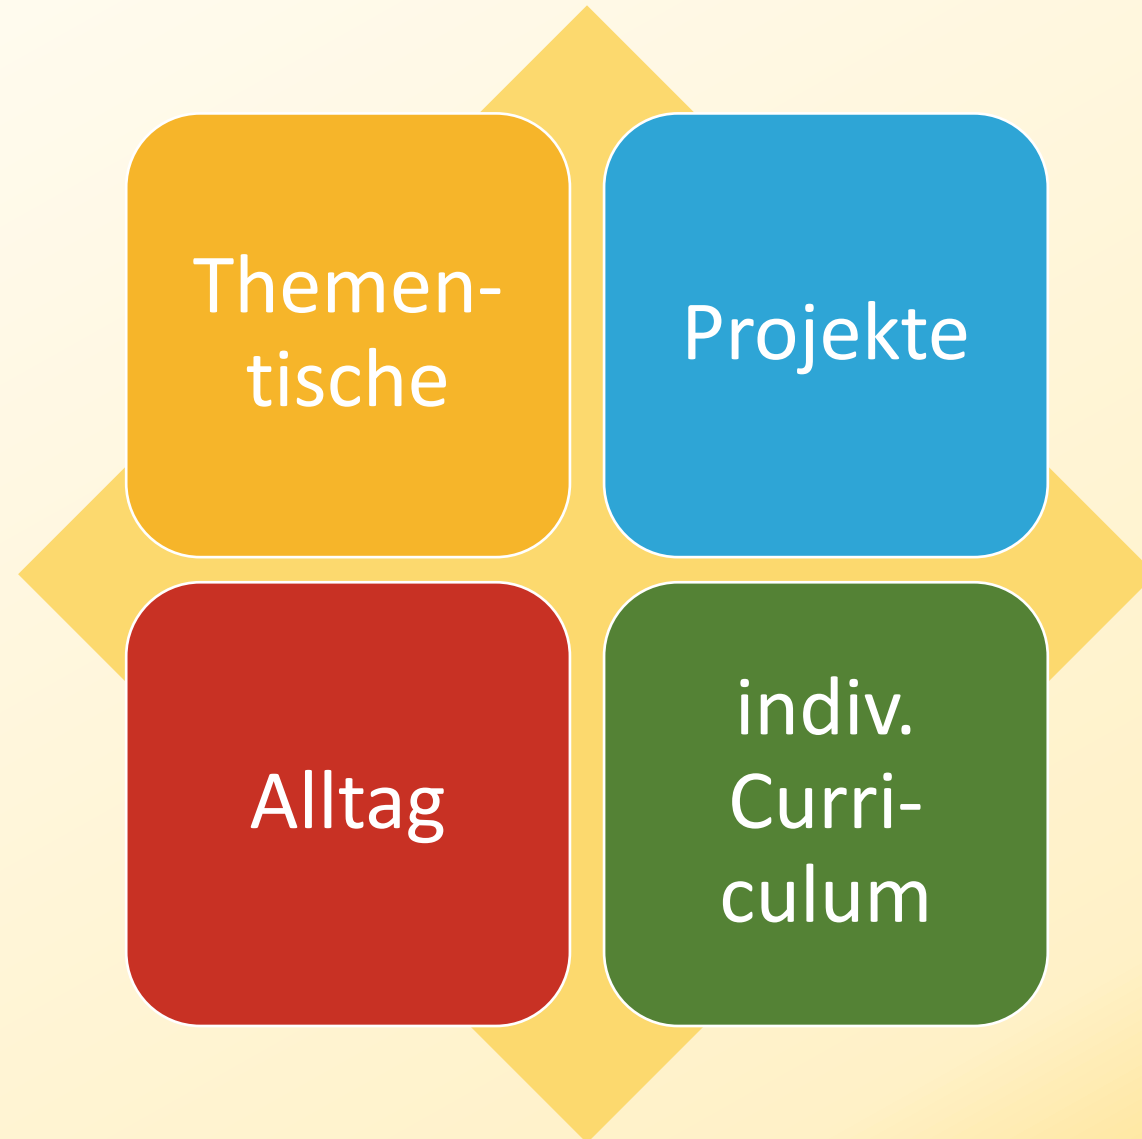 Themen-
tische
Projekte
Alltag
indiv.
Curri-
culum